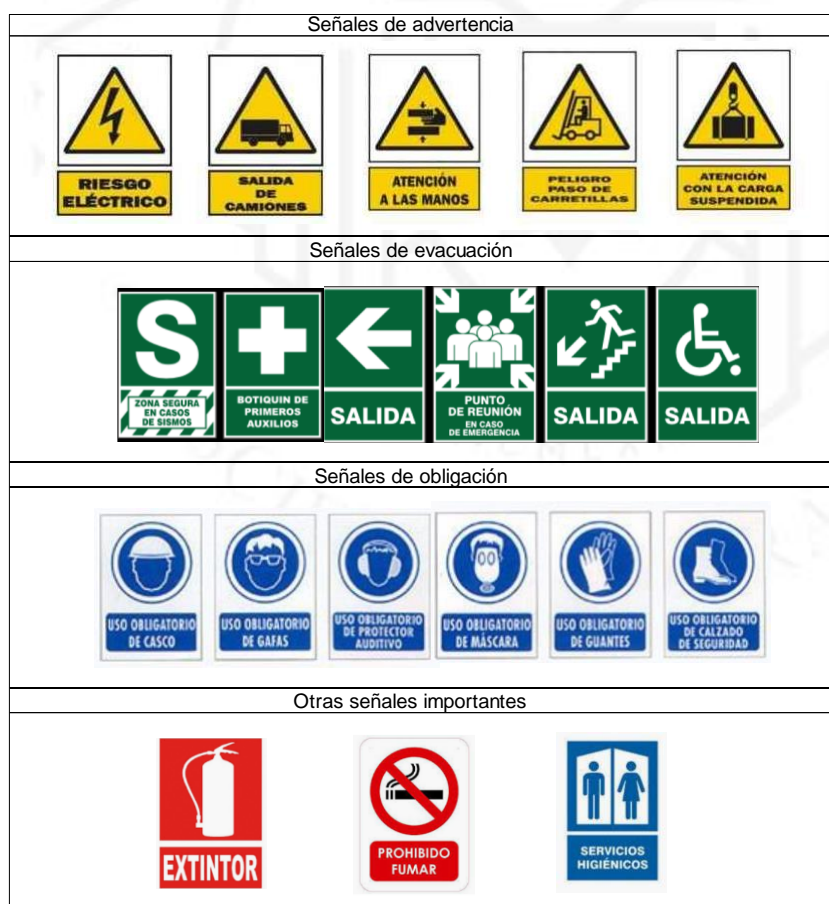 Señales de advertencia
RIESGO
ELÉCTRICO
SALIDA
DE
CAMIONES
ATENCIÓN
A LAS MANOS
PELIGRO
PASO DE
CARRETILLAS
ATENCIÓN
CON LA CARGA
SUSPENDIDA
Señales de evacuación
S
ZONA SEGURA
EN CASOS
DE SISMOS
BOTIQUIN DE
PRIMEROS
AUXILIOS
SALIDA
PUNTO
DE REUNIÓN
EN CASO
DE EMERGENCIA
SALIDA
SALIDA
Señales de obligación
USO OBLIGATORIO
DE CASCO
USO OBLIGATORIO
DE GAFAS
USO OBLIGATORIO
DE PROTECTOR
AUDITIVO
USO OBLIGATORIO
DE MÁSCARA
USO OBLIGATORIO
DE GUANTES
USO OBLIGATORIO
DE CALZADO
DE SEGURIDAD
Otras señales importantes
EXTINTOR
PROHIBIDO
FUMAR
SERVICIOS
HIGIÉNICOS